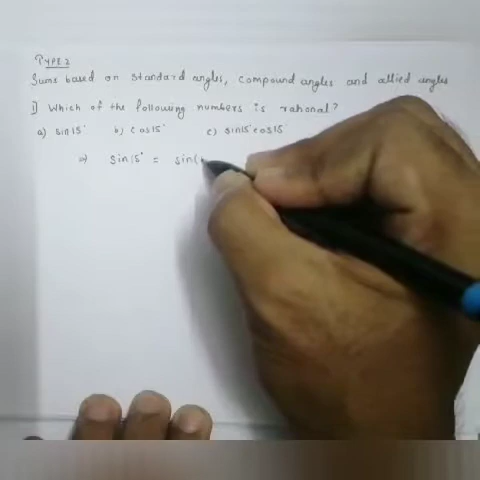 TYPE 2
Sums based on standard angles, compound angles and allied angles
1) Which of the following numbers is rational?
a) sin15° b) cos15° c) sin15°cos15°
⇒ sin15° = sin(